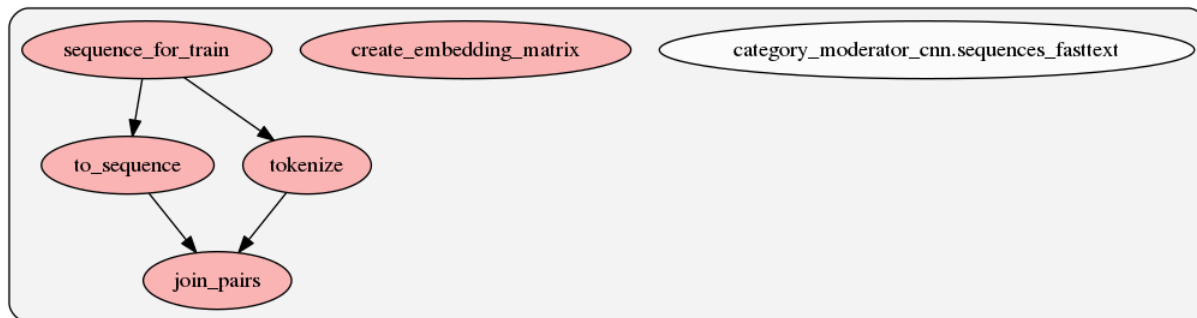 sequence_for_train
create_embedding_matrix
category_moderator_cnn.sequences_fasttext
to_sequence
tokenize
join_pairs